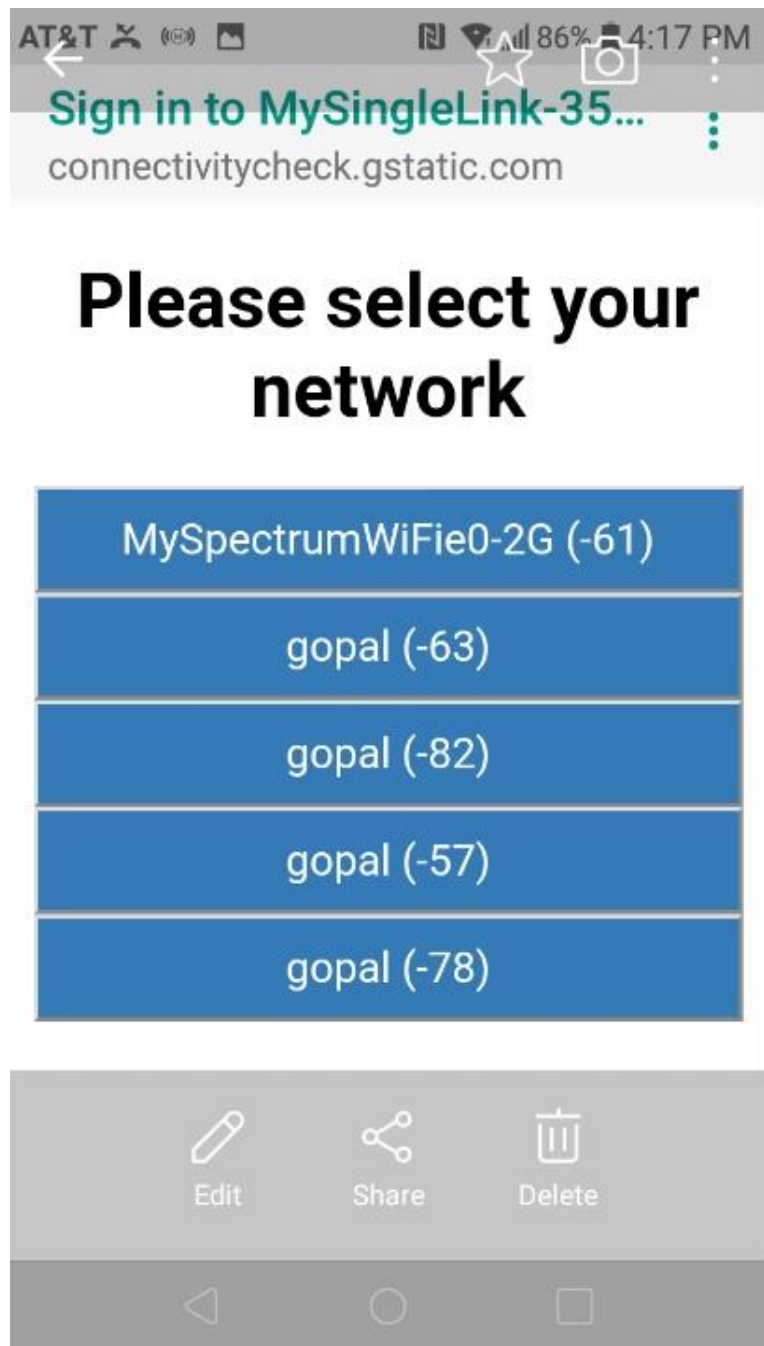 AT&T 86% 4:17 PM
Sign in to MySingleLink-35...
connectivitycheck.gstatic.com
Please select your
network
MySpectrumWiFie0-2G (-61)
gopal (-63)
gopal (-82)
gopal (-57)
gopal (-78)
Edit Share Delete